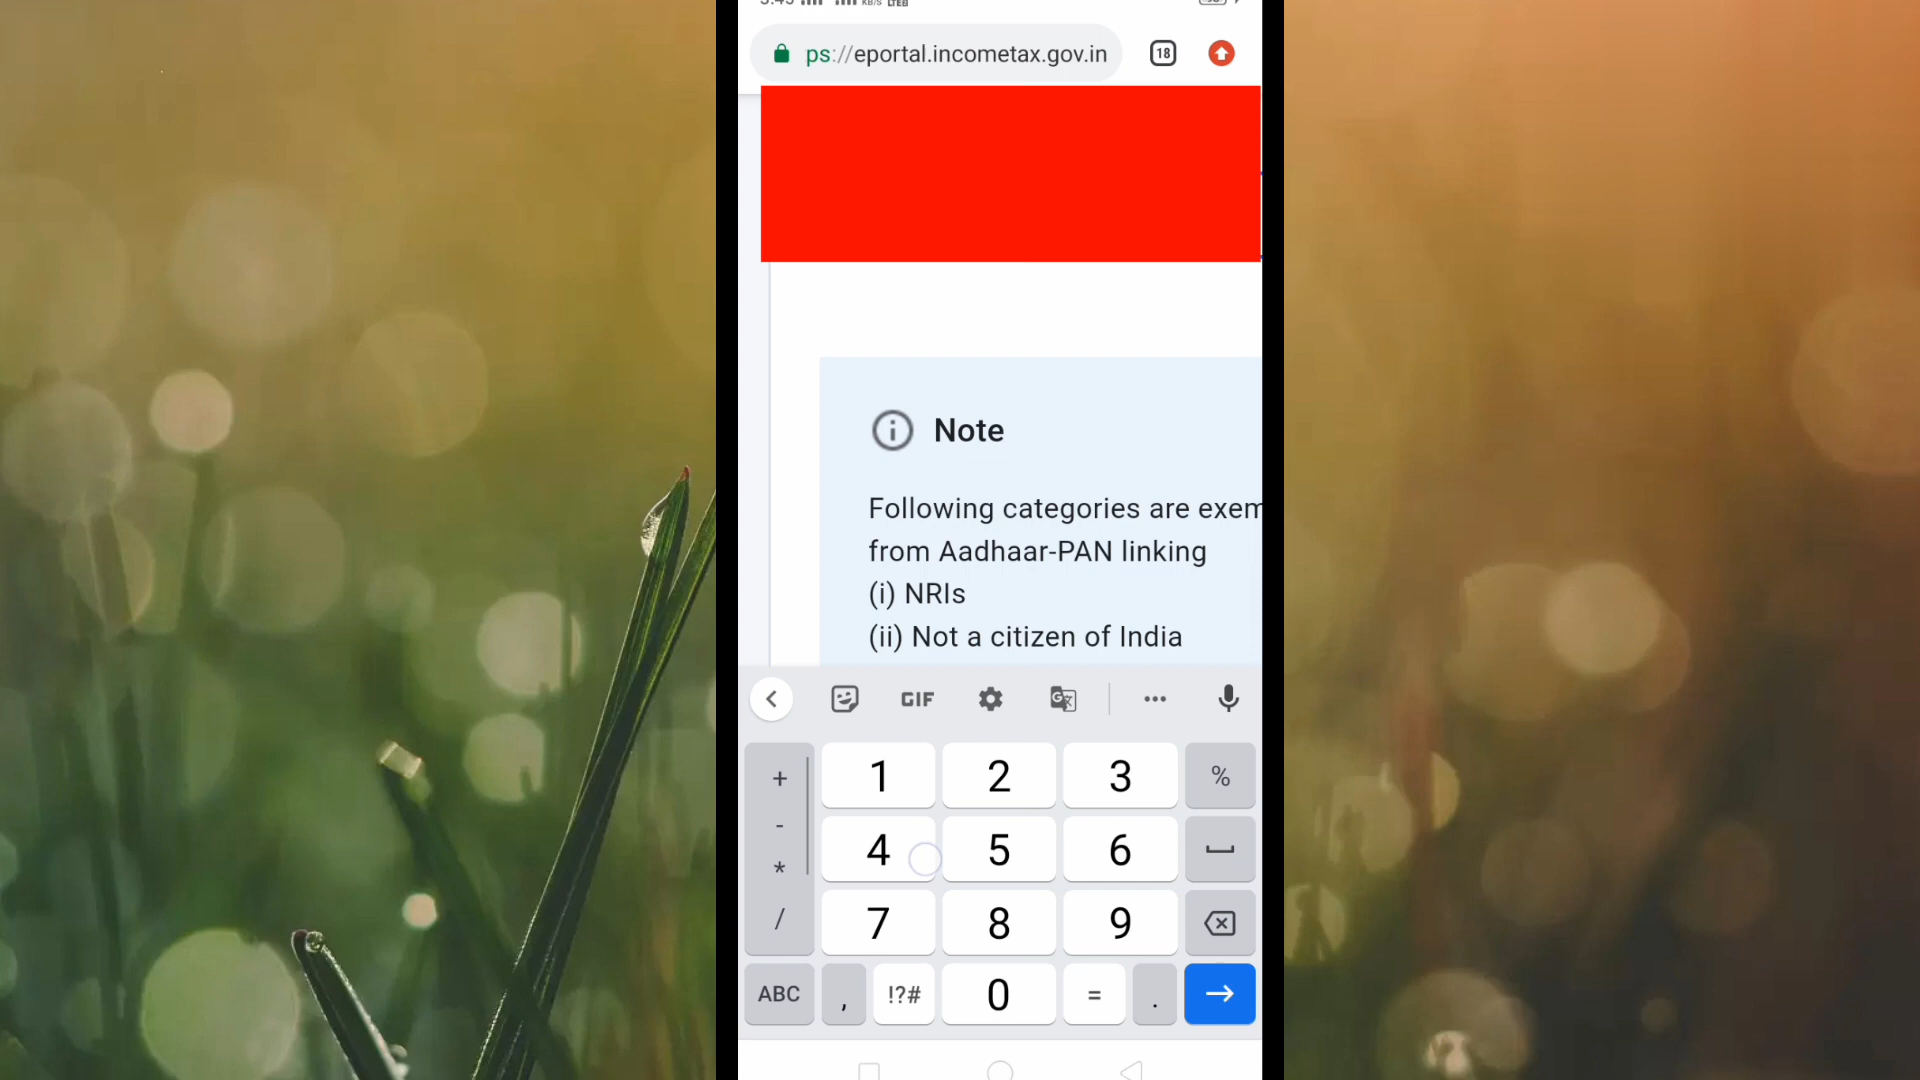 ps://eportal.incometax.gov.in
18
Note
Following categories are exem
from Aadhaar-PAN linking
(i) NRIs
(ii) Not a citizen of India
GIF
+ 1 2 3 %
- 4 5 6
*
/ 7 8 9
ABC , !?# 0 = .